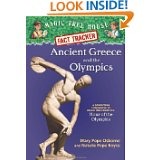 MAGIC TREE HOUSE
FACT TRACKER
Ancient Greece
and the
Olympics
Hour of the
Olympics
Mary Pope Osborne and
Natalie Pope Boyce